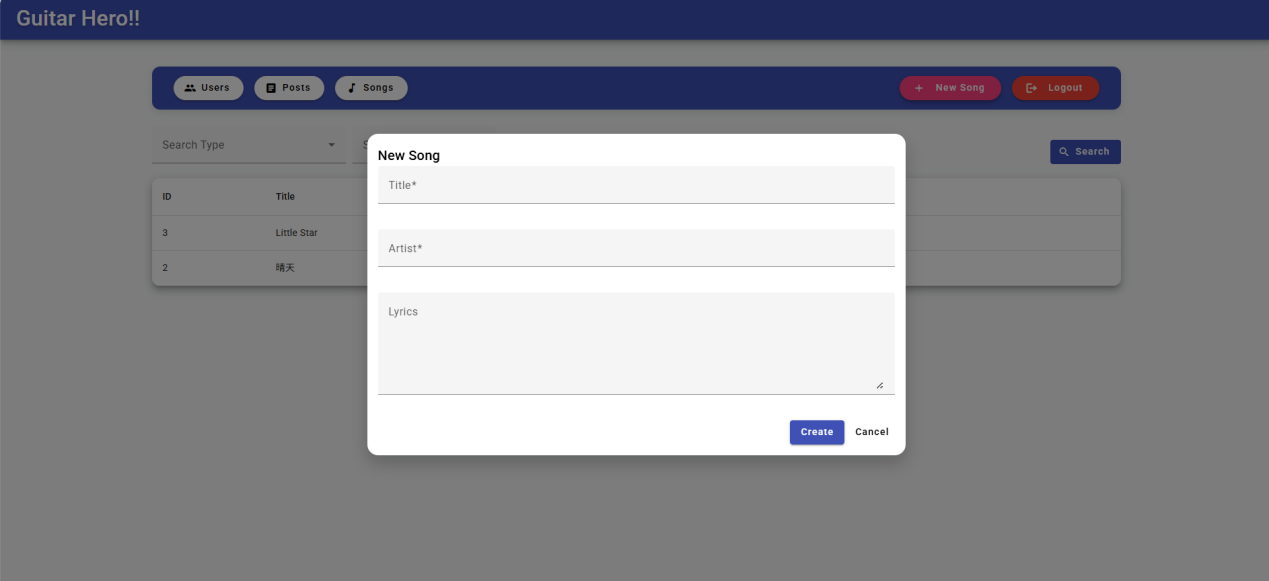 Guitar Hero!!
Users Posts Songs New Song Logout
Search Type
Search
New Song
Title*
Artist*
Lyrics
Create Cancel
ID Title
3 Little Star
2 晴天